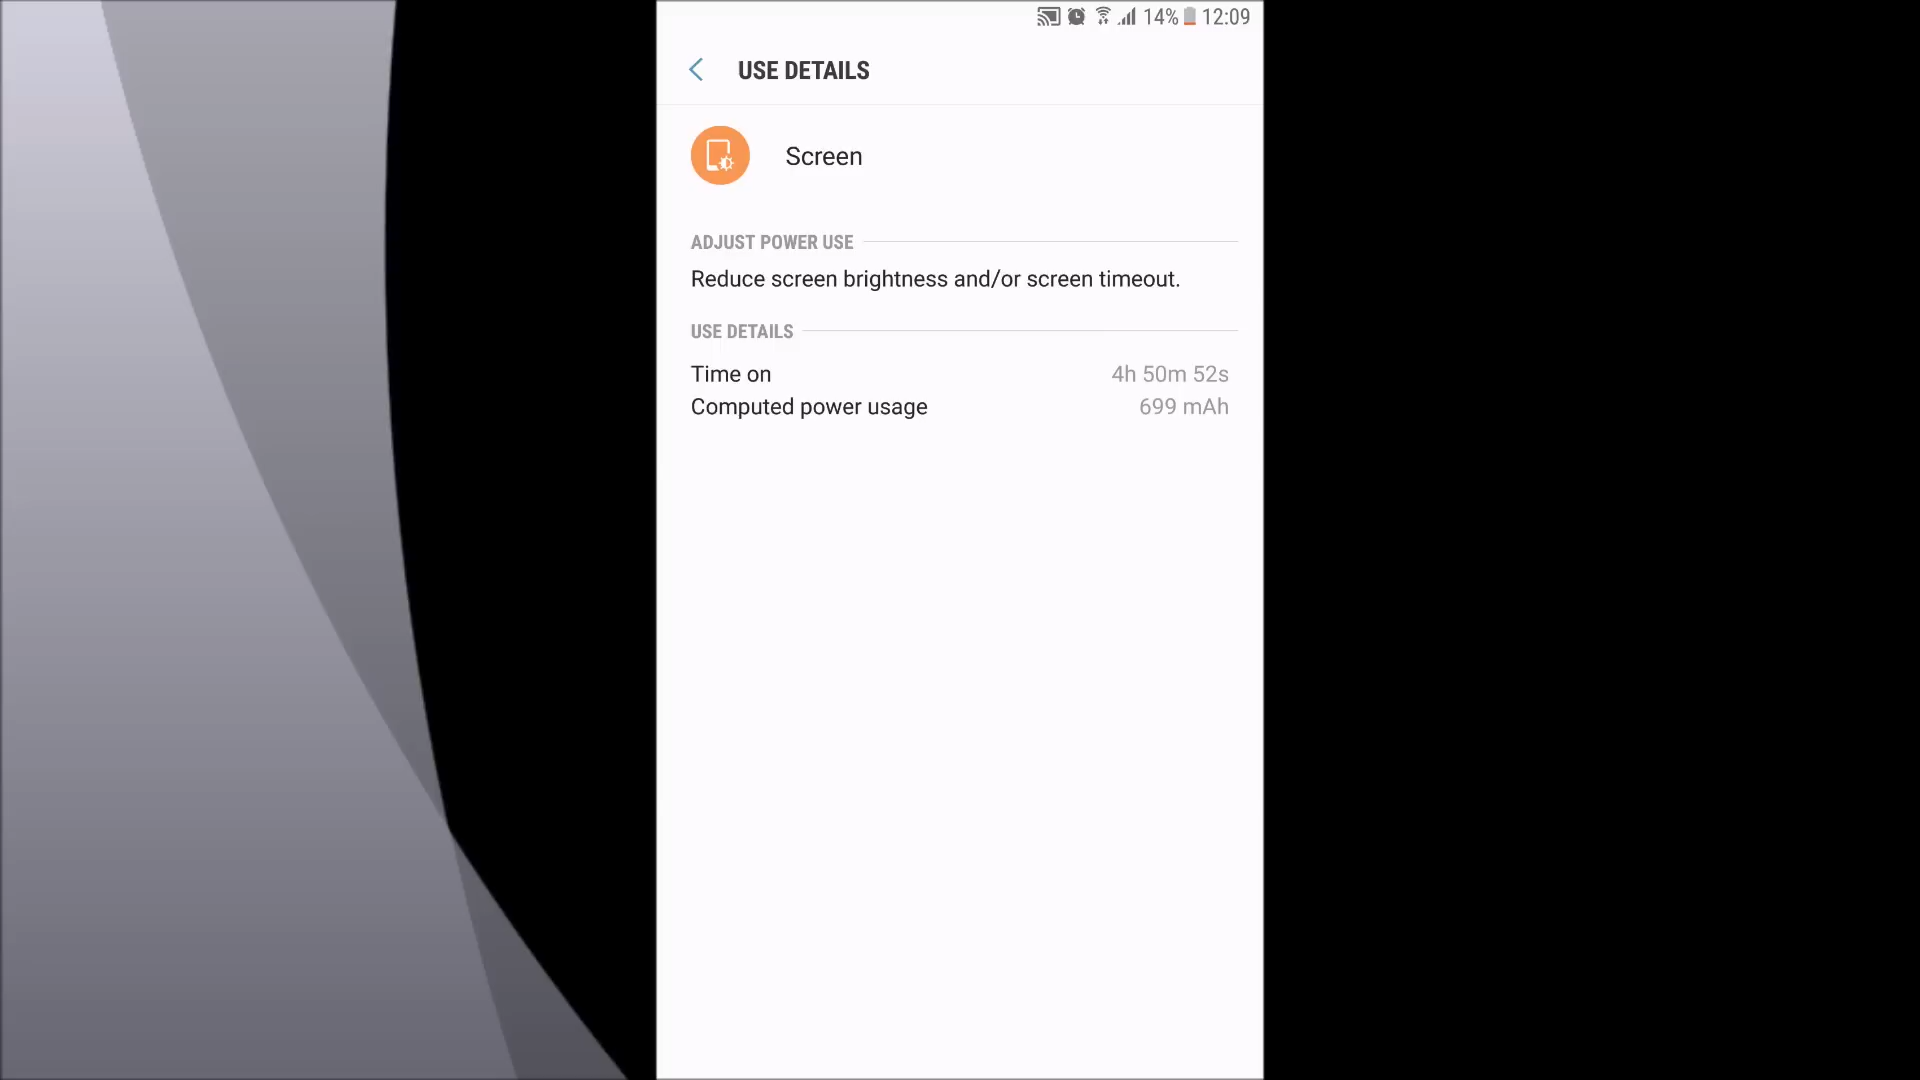 14% 12:09
USE DETAILS
Screen
ADJUST POWER USE
Reduce screen brightness and/or screen timeout.
USE DETAILS
Time on 4h 50m 52s
Computed power usage 699 mAh